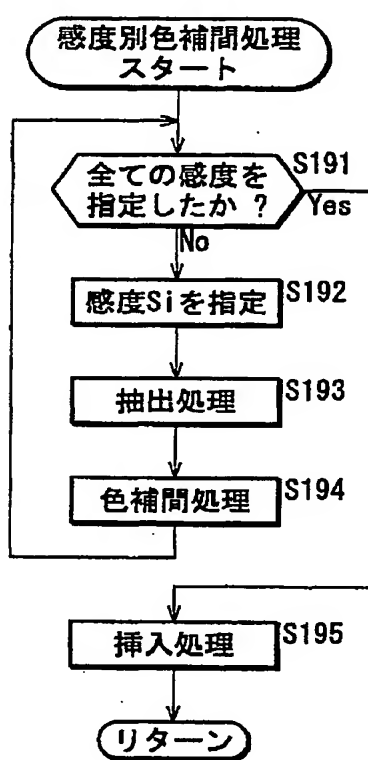 感度別色補間処理
スタート
全ての感度を
指定したか ?
S191
Yes
No
感度Siを指定
S192
抽出処理
S193
色補間処理
S194
挿入処理
S195
リターン